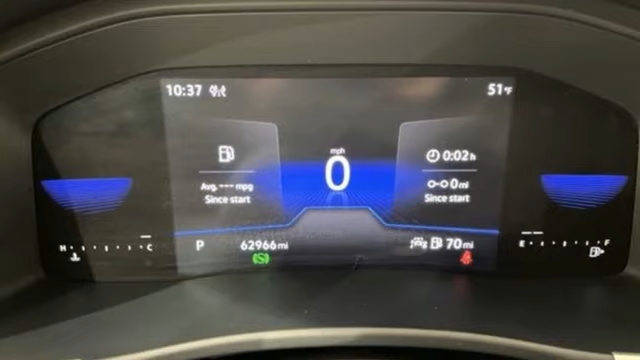 10:37
51°F
mph
0
Avg. --- mpg
Since start
0:02 h
0 mi
Since start
H
C
P
62966 mi
70 mi
E
F